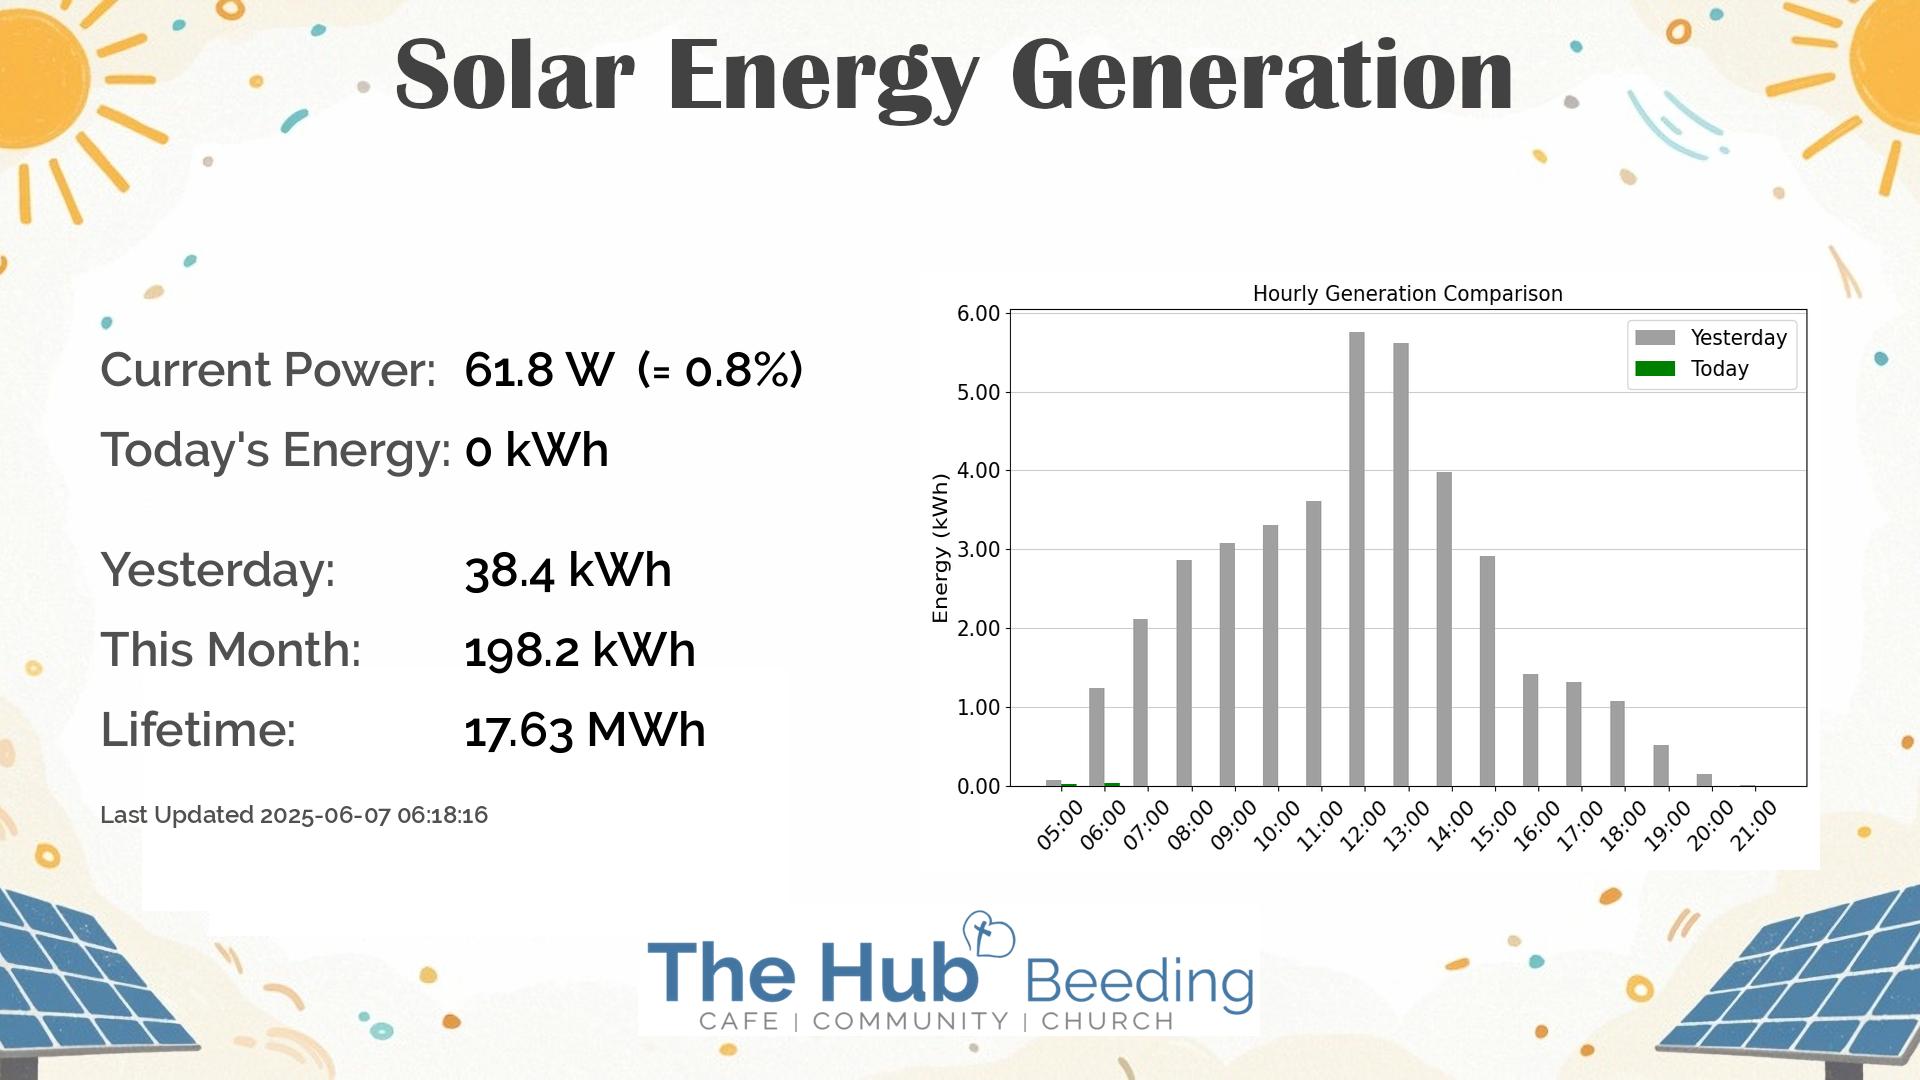 Solar Energy Generation
Current Power: 61.8 W (= 0.8%)
Today's Energy: 0 kWh
Yesterday: 38.4 kWh
This Month: 198.2 kWh
Lifetime: 17.63 MWh
Last Updated 2025-06-07 06:18:16
Hourly Generation Comparison
Yesterday
Today
Energy (kWh)
6.00
5.00
4.00
3.00
2.00
1.00
0.00
05:00 06:00 07:00 08:00 09:00 10:00 11:00 12:00 13:00 14:00 15:00 16:00 17:00 18:00 19:00 20:00 21:00
The Hub Beeding
CAFE | COMMUNITY | CHURCH